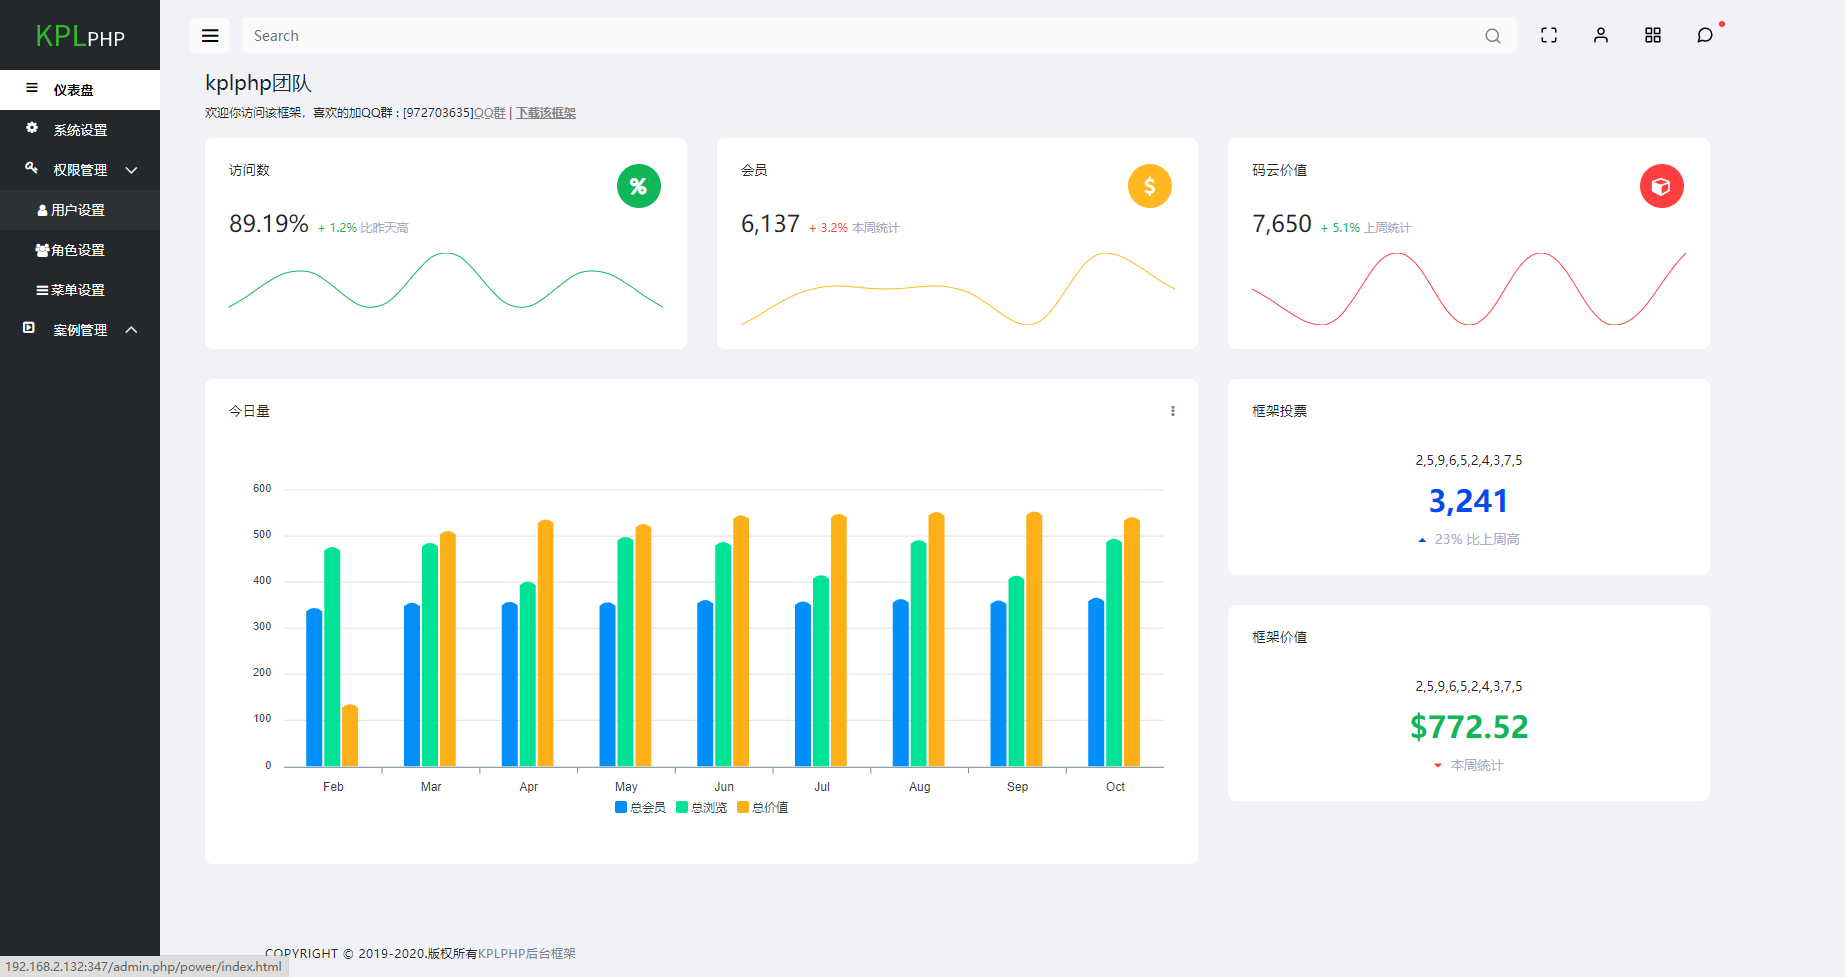 KPLPHP
仪表盘
系统设置
权限管理
用户设置
角色设置
菜单设置
案例管理
Search
kplphp团队
欢迎你访问该框架，喜欢的加QQ群 : [972703635]QQ群 | 下载该框架
访问数
89.19% + 1.2% 比昨天高
会员
6,137 + 3.2% 本周统计
码云价值
7,650 + 5.1% 上周统计
今日量
600
500
400
300
200
100
0
Feb Mar Apr May Jun Jul Aug Sep Oct
总会员 总浏览 总价值
框架投票
2,5,9,6,5,2,4,3,7,5
3,241
23% 比上周高
框架价值
2,5,9,6,5,2,4,3,7,5
$772.52
本周统计
COPYRIGHT © 2019-2020.版权所有KPLPHP后台框架
192.168.2.132:347/admin.php/power/index.html